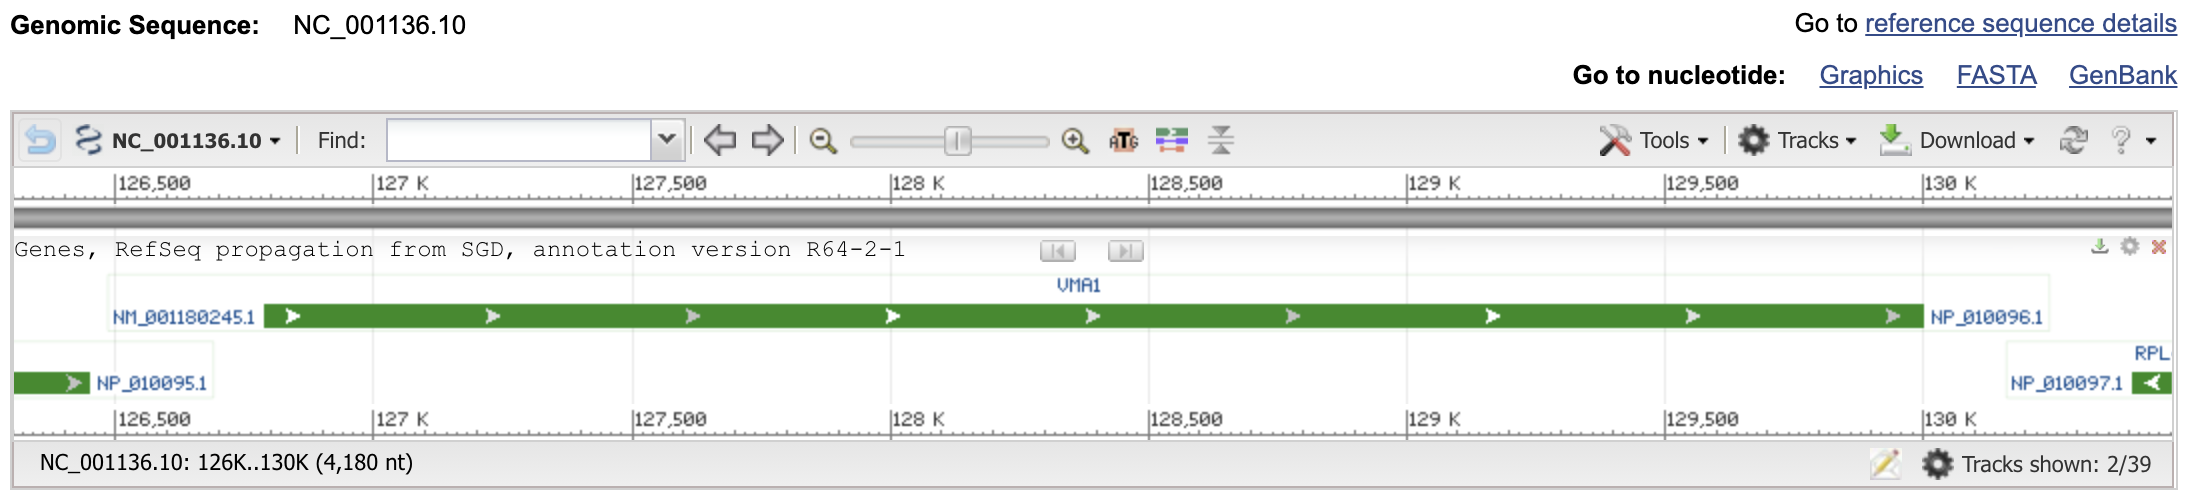 Genomic Sequence: NC_001136.10 Go to reference sequence details
Go to nucleotide: Graphics FASTA GenBank
NC_001136.10 Find: ATG Tools Tracks Download ?
126,500 127 K 127,500 128 K 128,500 129 K 129,500 130 K
Genes, RefSeq propagation from SGD, annotation version R64-2-1
VMA1
NM_001180245.1 NP_010096.1
RPL
NP_010095.1 NP_010097.1
126,500 127 K 127,500 128 K 128,500 129 K 129,500 130 K
NC_001136.10: 126K..130K (4,180 nt) Tracks shown: 2/39